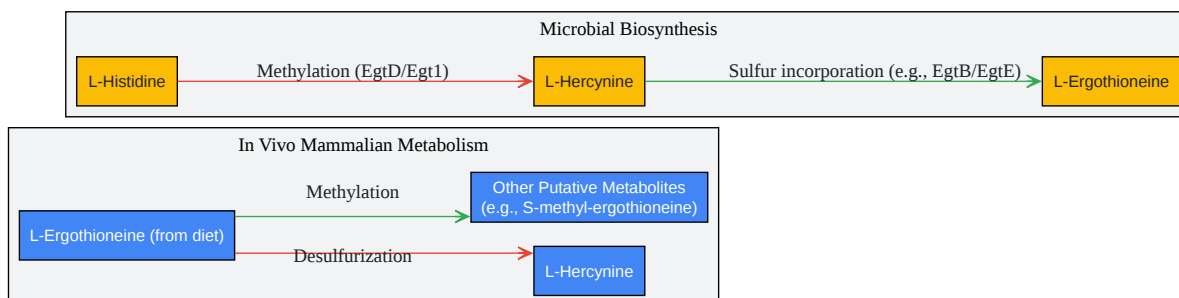 Microbial Biosynthesis
L-Histidine
Methylation (EgtD/Egt1)
L-Hercynine
Sulfur incorporation (e.g., EgtB/EgtE)
L-Ergothioneine
In Vivo Mammalian Metabolism
L-Ergothioneine (from diet)
Methylation
Other Putative Metabolites
(e.g., S-methyl-ergothioneine)
Desulfurization
L-Hercynine